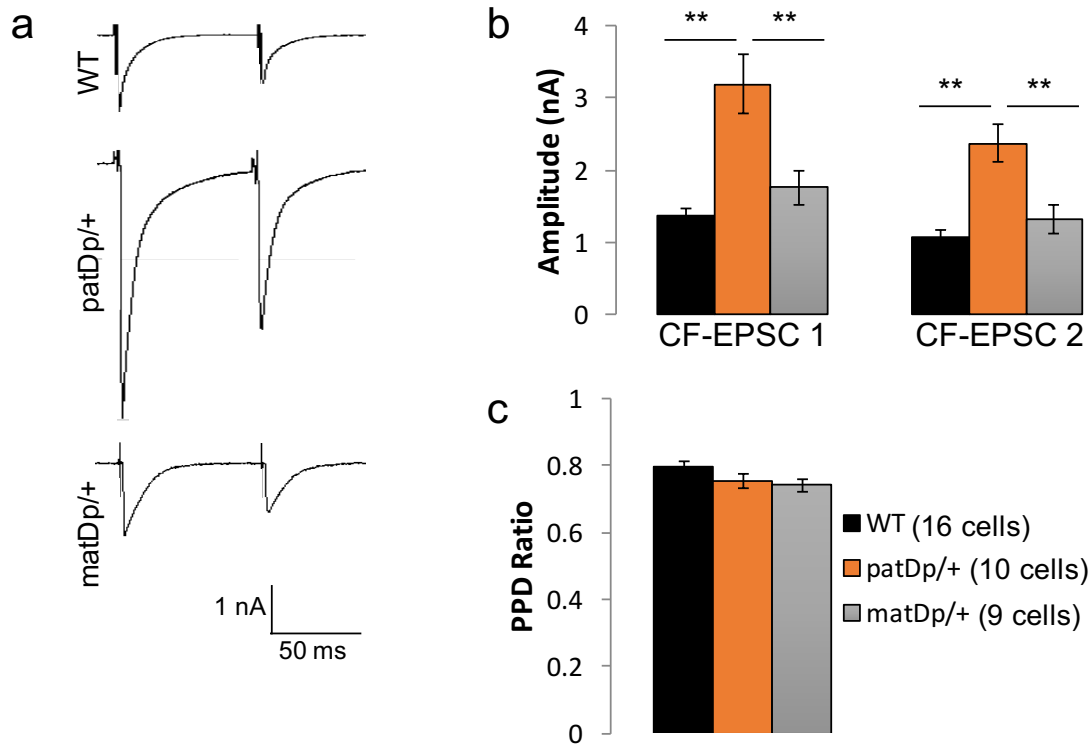 a
WT
patDp/+
matDp/+
1 nA
50 ms
b
Amplitude (nA)
4
3
2
1
0
** **
** **
CF-EPSC 1
CF-EPSC 2
c
PPD Ratio
1
0.8
0.6
0.4
0.2
0
WT (16 cells)
patDp/+ (10 cells)
matDp/+ (9 cells)